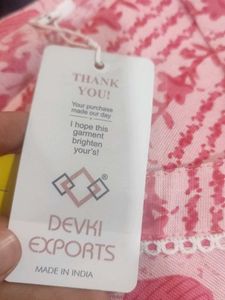 THANK
YOU!
Your purchase
made our day
I hope this
garment
brighten
your's!
®
DEVKI
EXPORTS
MADE IN INDIA